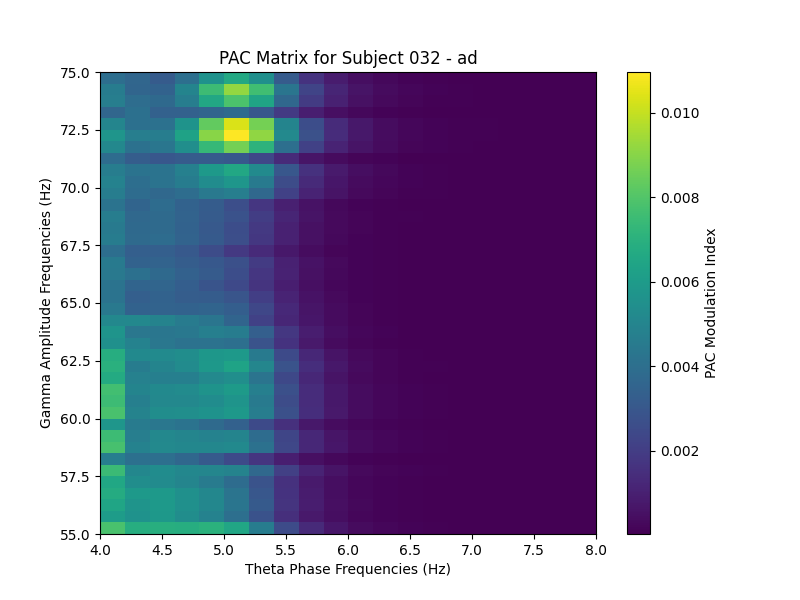 PAC Matrix for Subject 032 - ad
75.0
72.5
70.0
67.5
65.0
62.5
60.0
57.5
55.0
Gamma Amplitude Frequencies (Hz)
4.0 4.5 5.0 5.5 6.0 6.5 7.0 7.5 8.0
Theta Phase Frequencies (Hz)
0.010
0.008
0.006
0.004
0.002
PAC Modulation Index